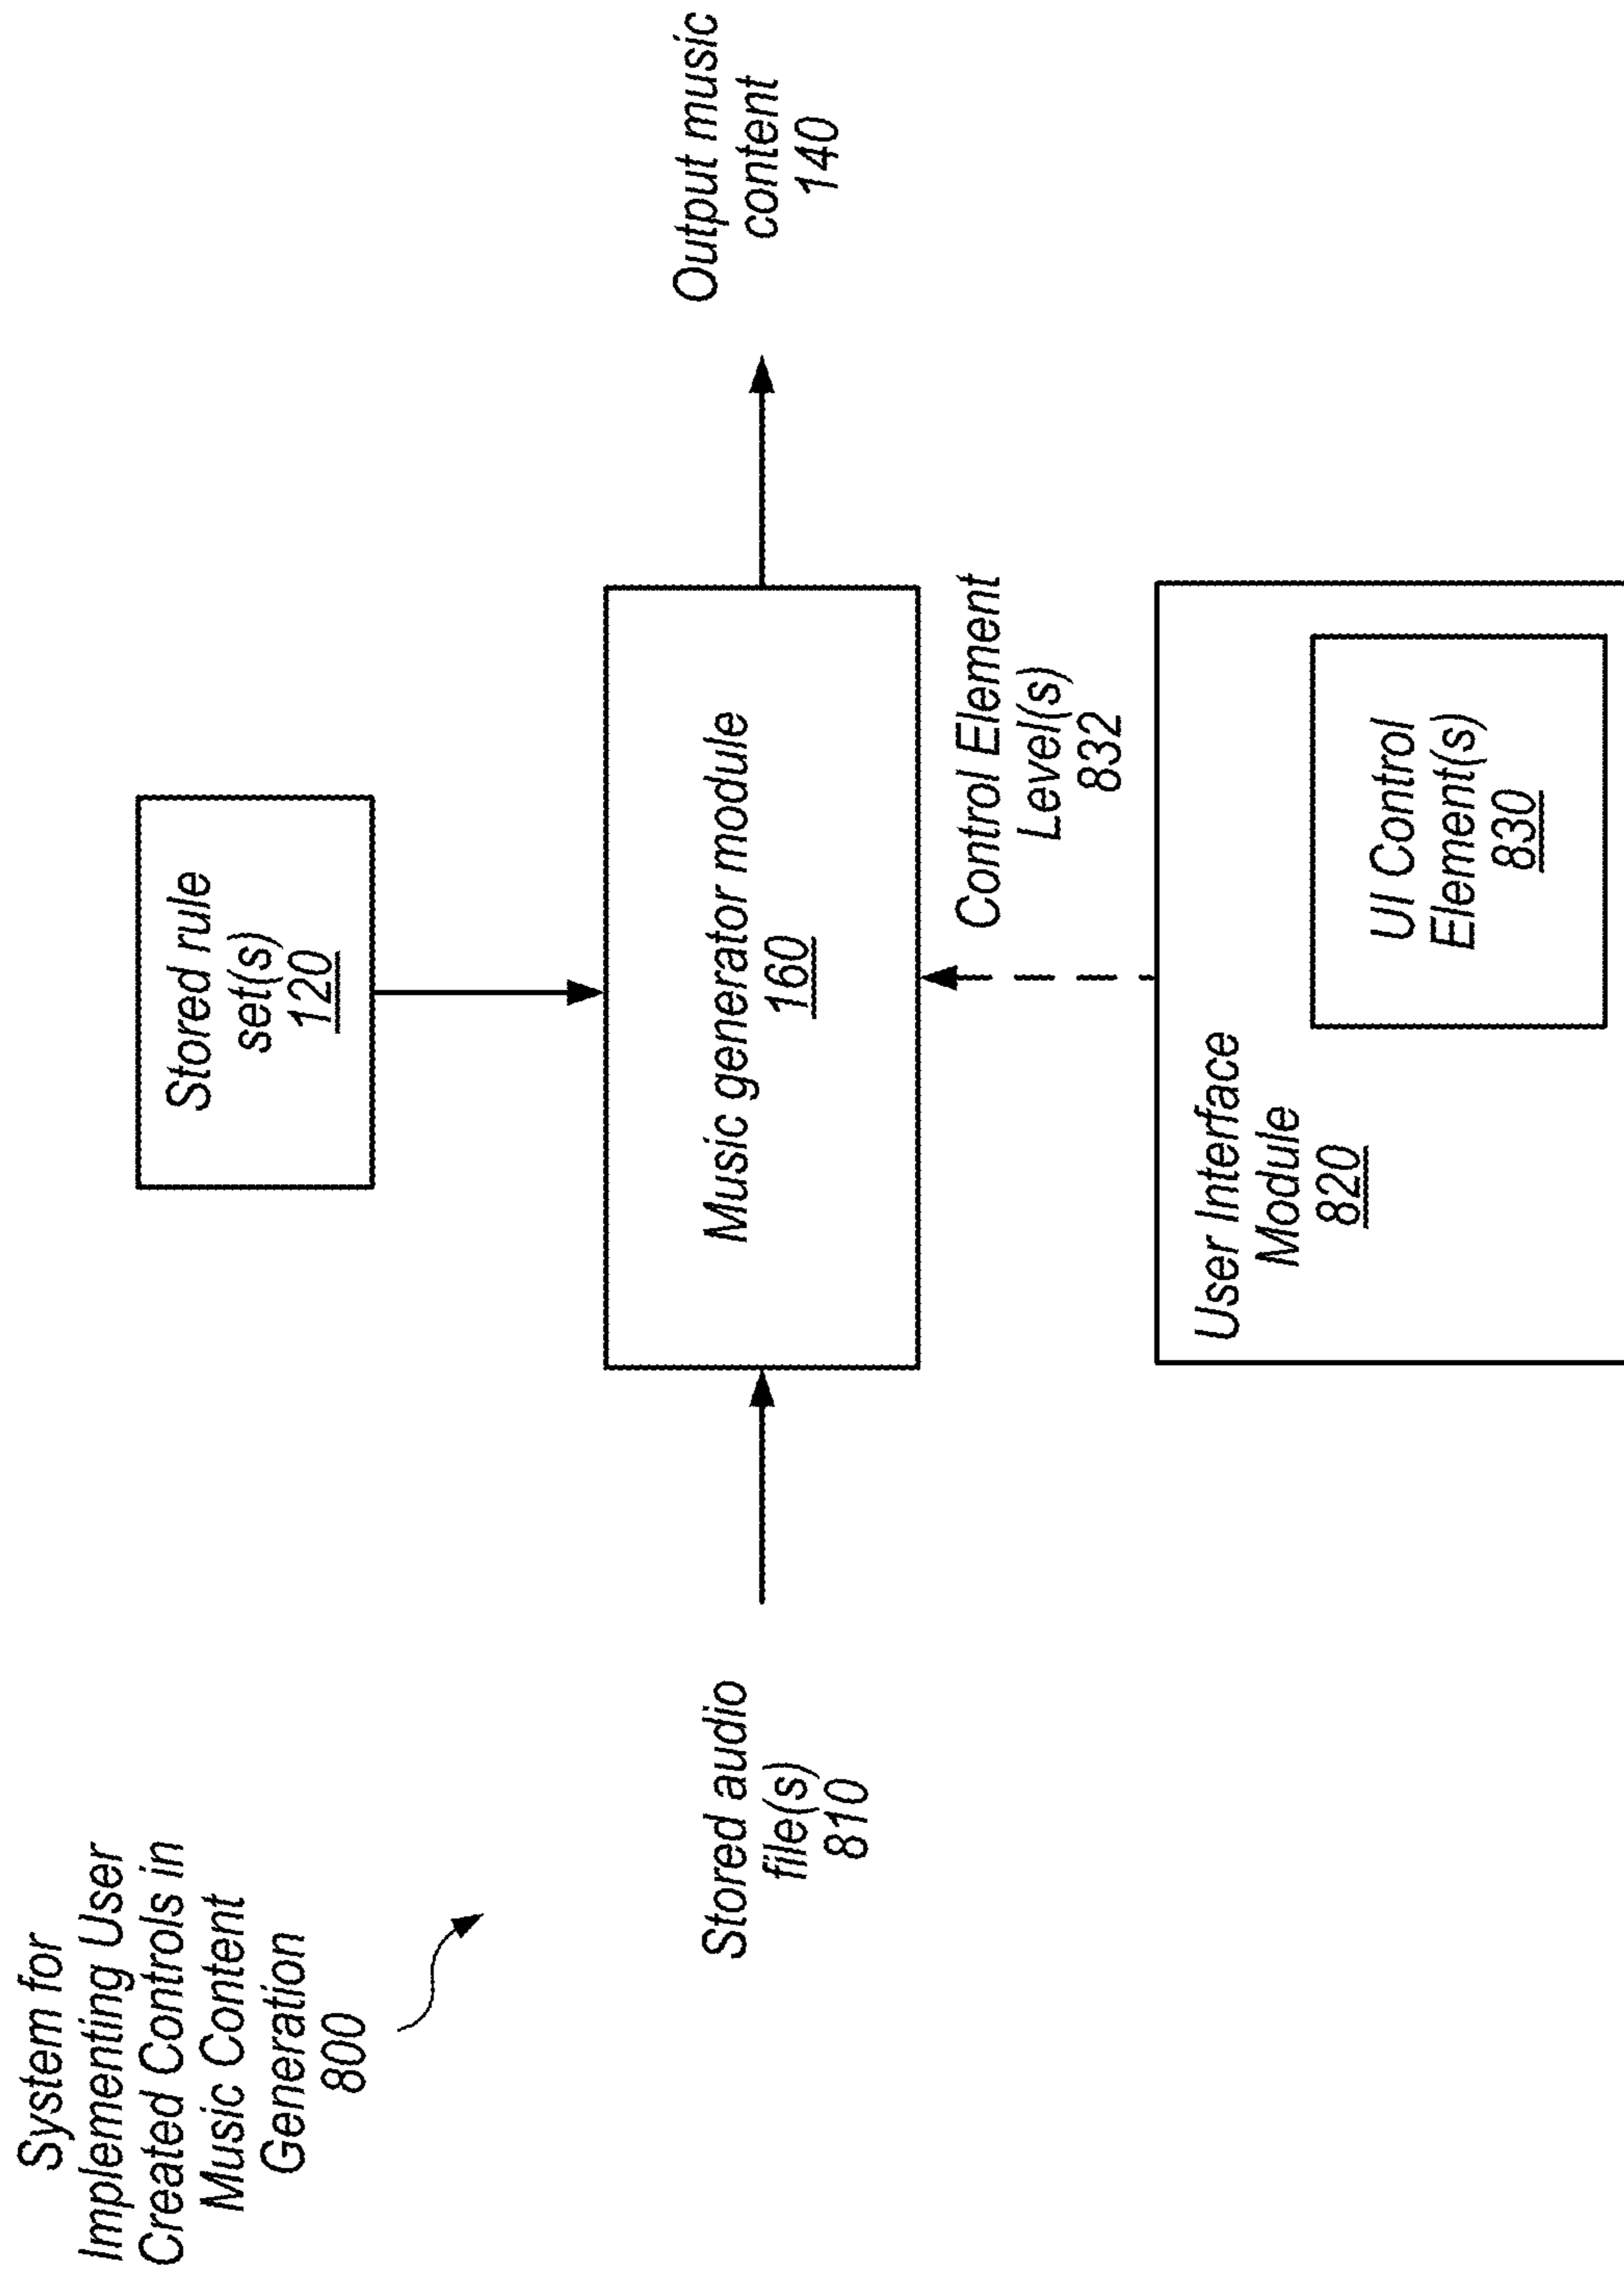 System for
Implementing User
Created Controls in
Music Content
Generation
800
Stored rule
set(s)
120
Stored audio
file(s)
810
Music generator module
160
Output music
content
140
Control Element
Level(s)
832
User Interface
Module
820
UI Control
Element(s)
830